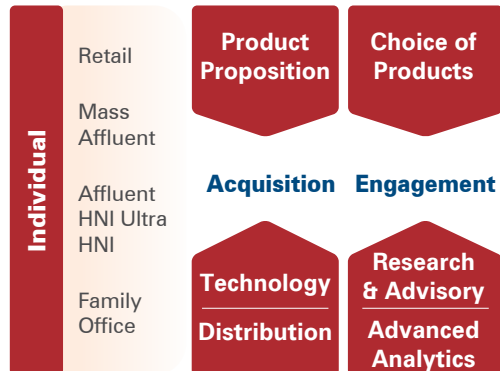 Individual
Retail
Mass
Affluent
Affluent
HNI Ultra
HNI
Family
Office
Product
Proposition
Acquisition
Technology
Distribution
Choice of
Products
Engagement
Research
& Advisory
Advanced
Analytics